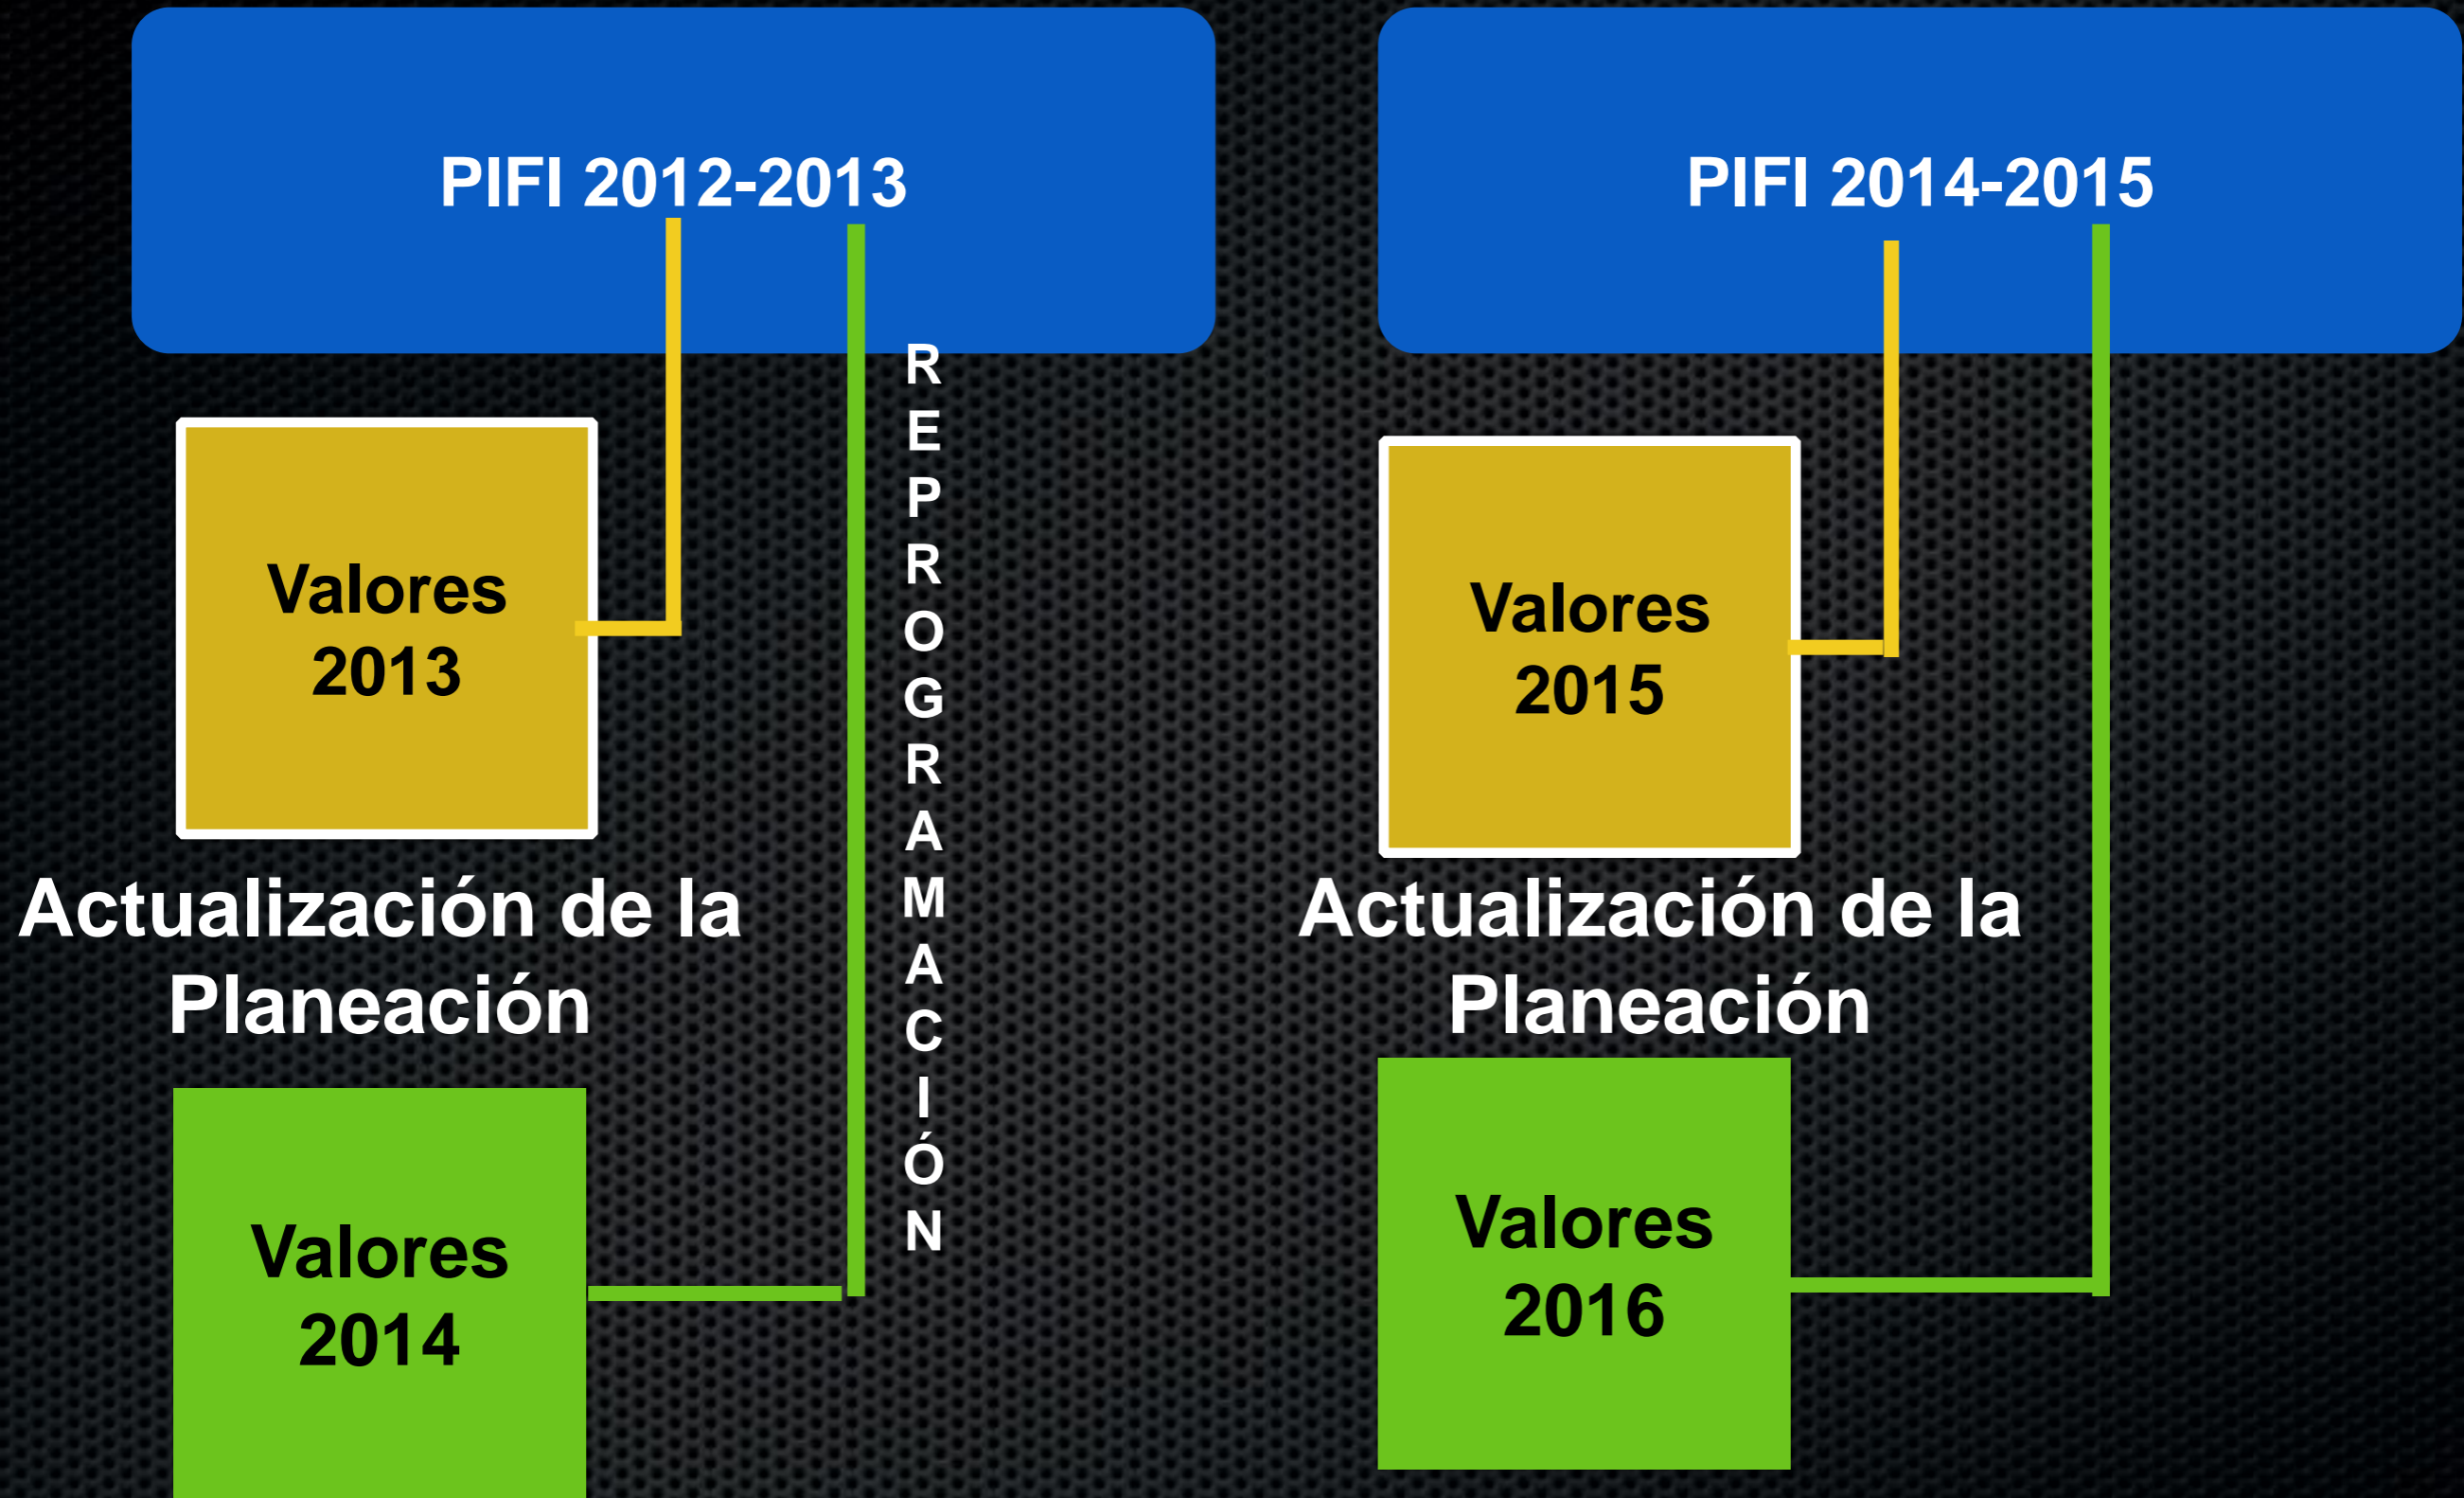 PIFI 2012-2013
Valores
2013
Actualización de la
Planeación
Valores
2014
REPROGRAMACIÓN
PIFI 2014-2015
Valores
2015
Actualización de la
Planeación
Valores
2016